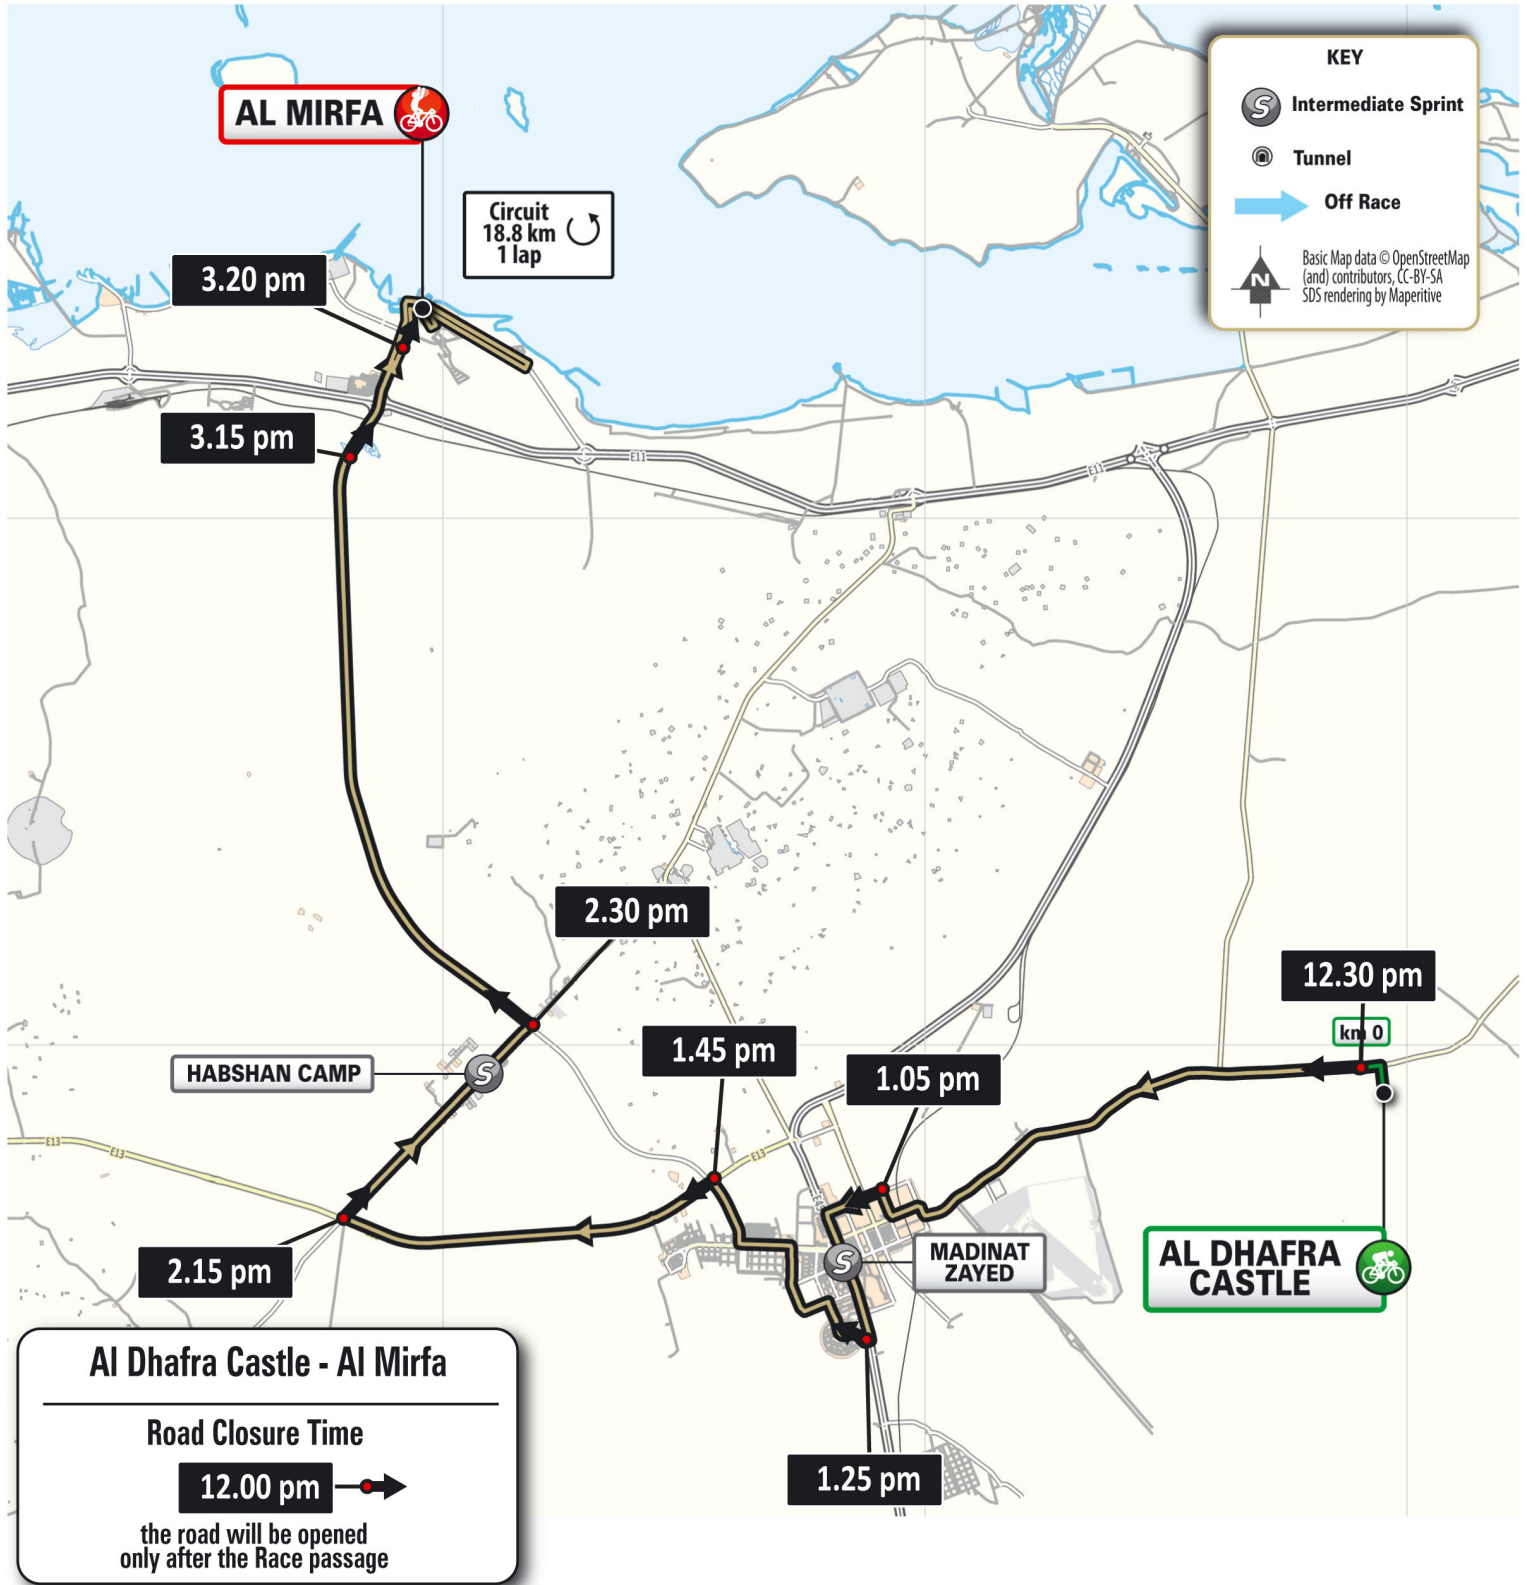 AL MIRFA
Circuit
18.8 km
1 lap
KEY
S
Intermediate Sprint
Tunnel
Off Race
N
Basic Map data © OpenStreetMap
(and) contributors, CC-BY-SA
SDS rendering by Maperitive
3.20 pm
3.15 pm
E11
E11
2.30 pm
12.30 pm
km 0
1.45 pm
1.05 pm
HABSHAN CAMP
S
E13
E13
E13
E45
2.15 pm
S
MADINAT
ZAYED
AL DHAFRA
CASTLE
1.25 pm
Al Dhafra Castle - Al Mirfa
Road Closure Time
12.00 pm
the road will be opened
only after the Race passage